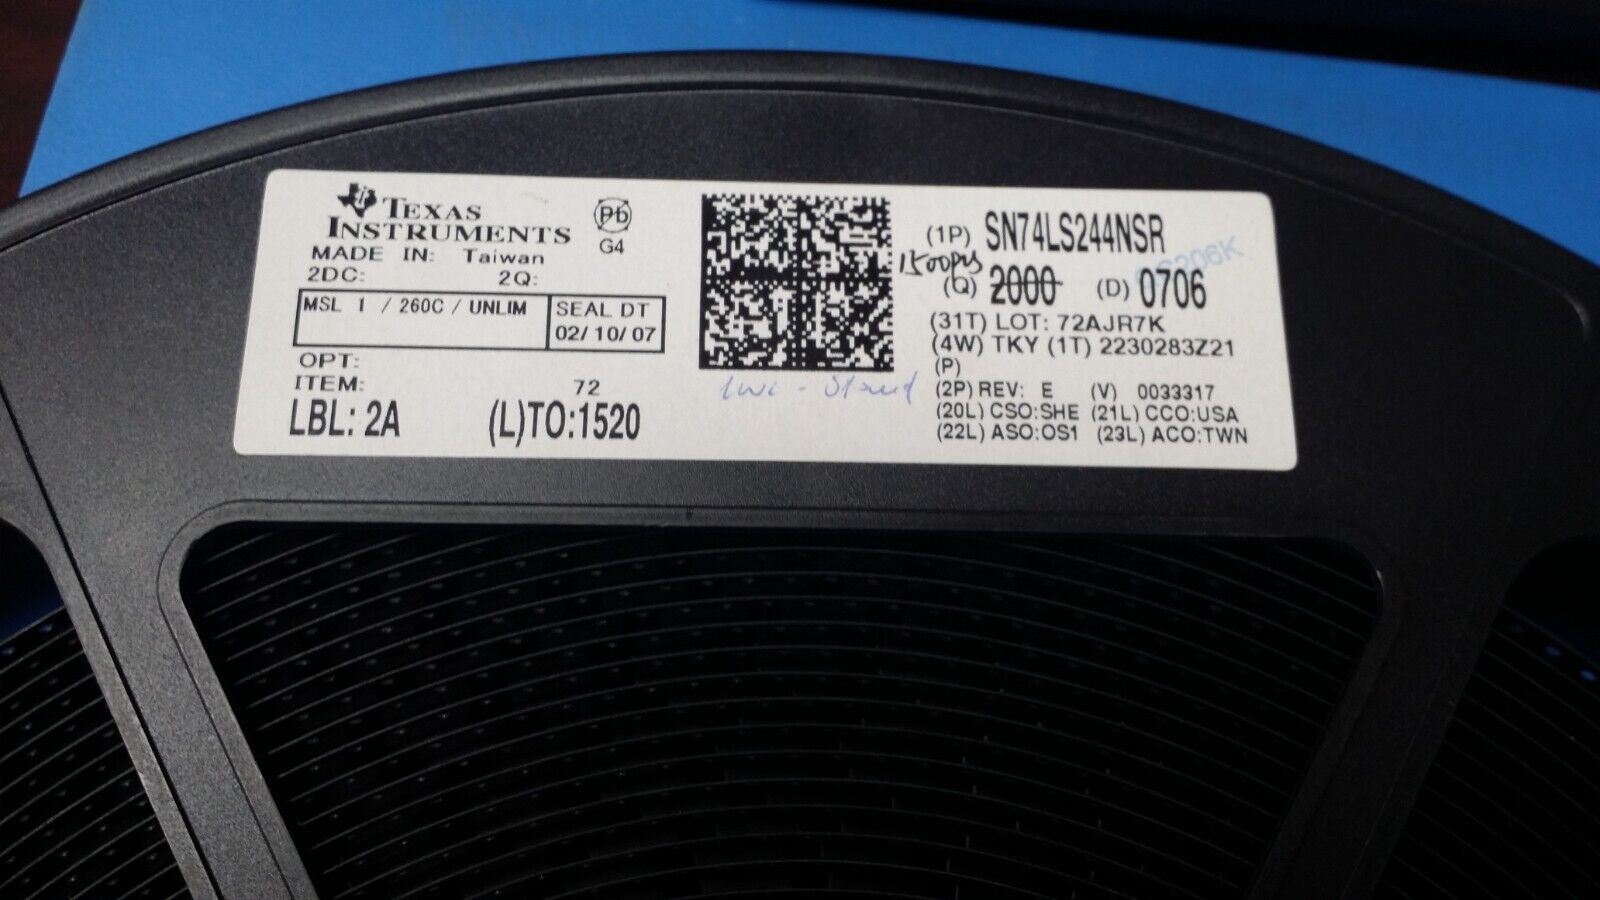 TEXAS
INSTRUMENTS
Pb
G4
MADE IN: Taiwan
2DC: 2Q:
MSL 1 / 260C / UNLIM
SEAL DT
02/10/07
OPT:
ITEM: 72
LBL: 2A (L)TO:1520
(1P) SN74LS244NSR
1500pcs
(Q) 2000 (D) 0706
(31T) LOT: 72AJR7K
(4W) TKY (1T) 2230283Z21
(P)
(2P) REV: E (V) 0033317
(20L) CSO:SHE (21L) CCO:USA
(22L) ASO:OS1 (23L) ACO:TWN